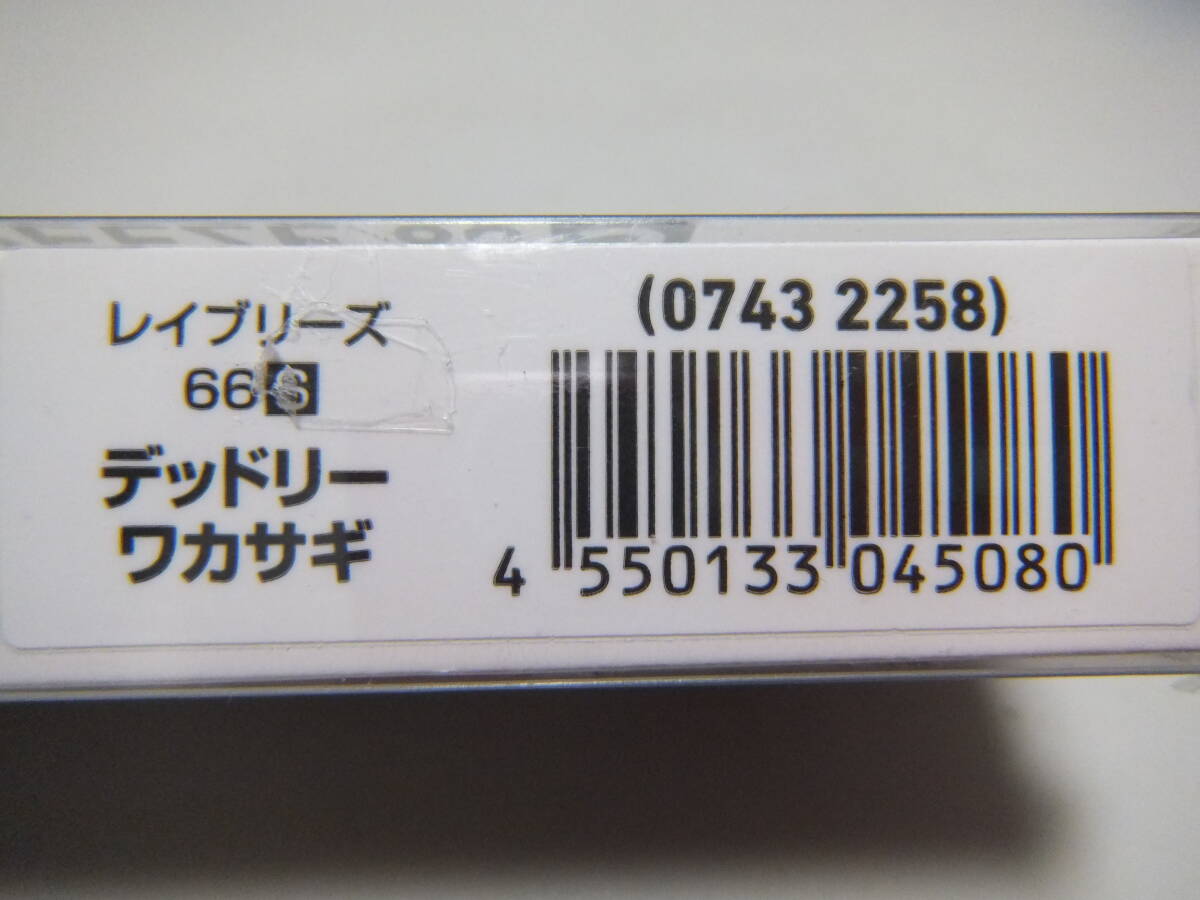 レイブリーズ
66S
デッドリー
ワカサギ
(0743 2258)
4 550133 045080